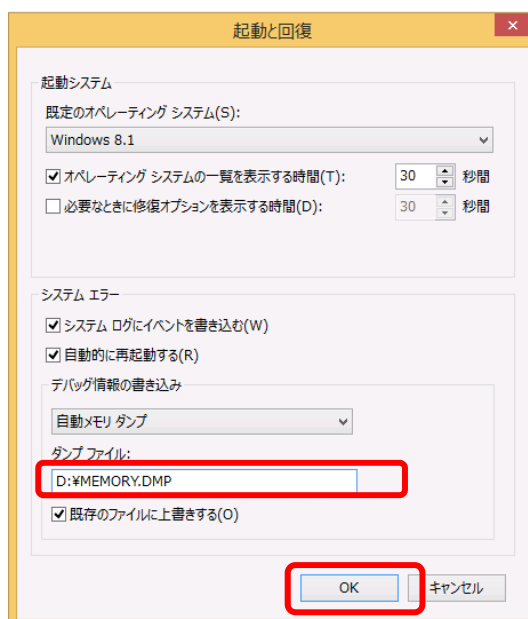 起動と回復
起動システム
既定のオペレーティング システム(S):
Windows 8.1
オペレーティング システムの一覧を表示する時間(T): 30 秒間
必要なときに修復オプションを表示する時間(D): 30 秒間
システム エラー
システム ログにイベントを書き込む(W)
自動的に再起動する(R)
デバッグ情報の書き込み
自動メモリ ダンプ
ダンプ ファイル:
D:¥MEMORY.DMP
既存のファイルに上書きする(O)
OK キャンセル